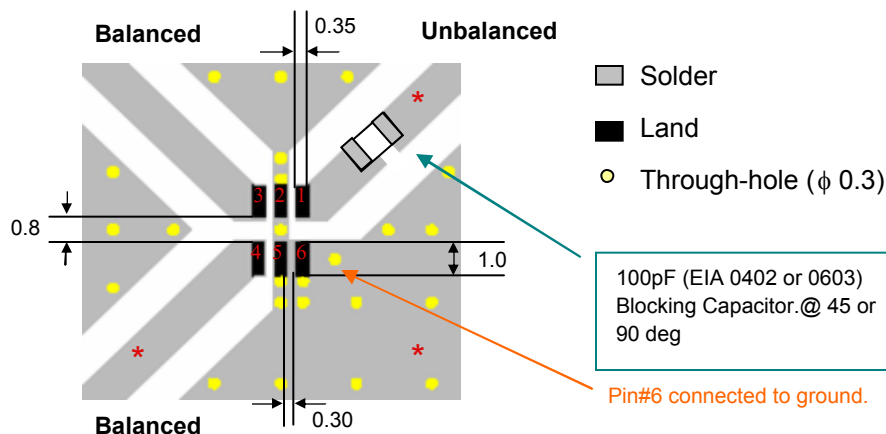 0.35
Balanced
Unbalanced
*
Solder
Land
Through-hole (ϕ 0.3)
3 2 1
0.8
4 5 6
1.0
100pF (EIA 0402 or 0603)
Blocking Capacitor.@ 45 or
90 deg
* *
Pin#6 connected to ground.
0.30
Balanced